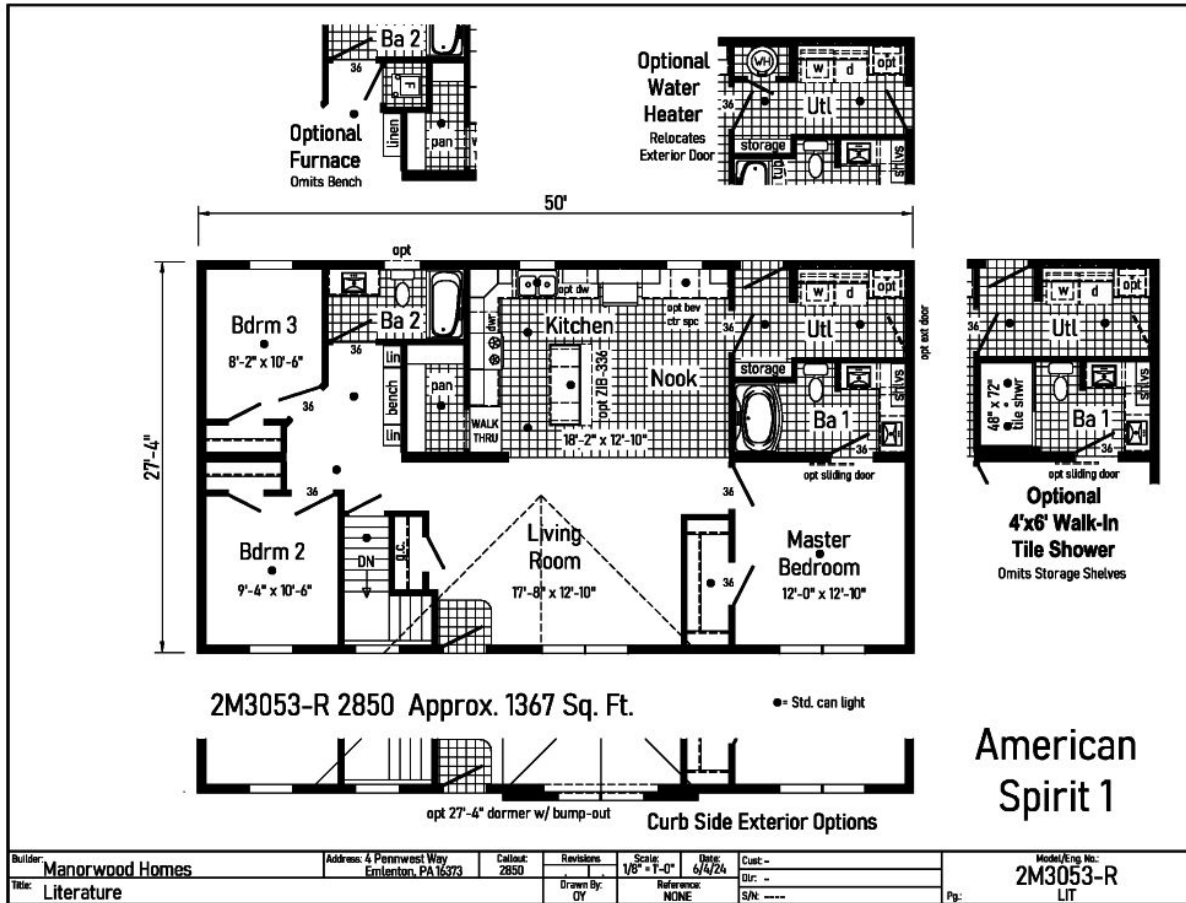 Ba 2
36
F
Optional
Furnace
Omits Bench
linen
pan
Optional
Water
Heater
Relocates
Exterior Door
WH
w d opt
36
Utl
storage
tub
shlvs
50'
27'-4"
opt
Bdrm 3
8'-2" x 10'-6"
36
Ba 2
36
lin
bench
lin
pan
dwr
WALK
THRU
opt dw
Kitchen
opt bev
ctr spc
opt ZIB-336
Nook
18'-2" x 12'-10"
36
w d opt
Utl
opt ext door
storage
shlvs
Ba 1
36
opt sliding door
36
w d opt
Utl
48" x 72"
tile shwr
shlvs
Ba 1
36
opt sliding door
Optional
4'x6' Walk-In
Tile Shower
Omits Storage Shelves
36
Bdrm 2
9'-4" x 10'-6"
DN
g.c.
Living
Room
17'-8" x 12'-10"
36
36
Master
Bedroom
12'-0" x 12'-10"
2M3053-R 2850 Approx. 1367 Sq. Ft.
●= Std. can light
American
Spirit 1
opt 27'-4" dormer w/ bump-out
Curb Side Exterior Options
Builder: Manorwood Homes
Address: 4 Pennwest Way
Emlenton, PA 16373
Callout:
2850
Revisions
Scale:
1/8" = 1'-0"
Date:
6/4/24
Cust: -
Dlr: -
S/N: ----
Model/Eng. No.:
2M3053-R
Title: Literature
Drawn By:
OY
Reference:
NONE
Pg.: LIT